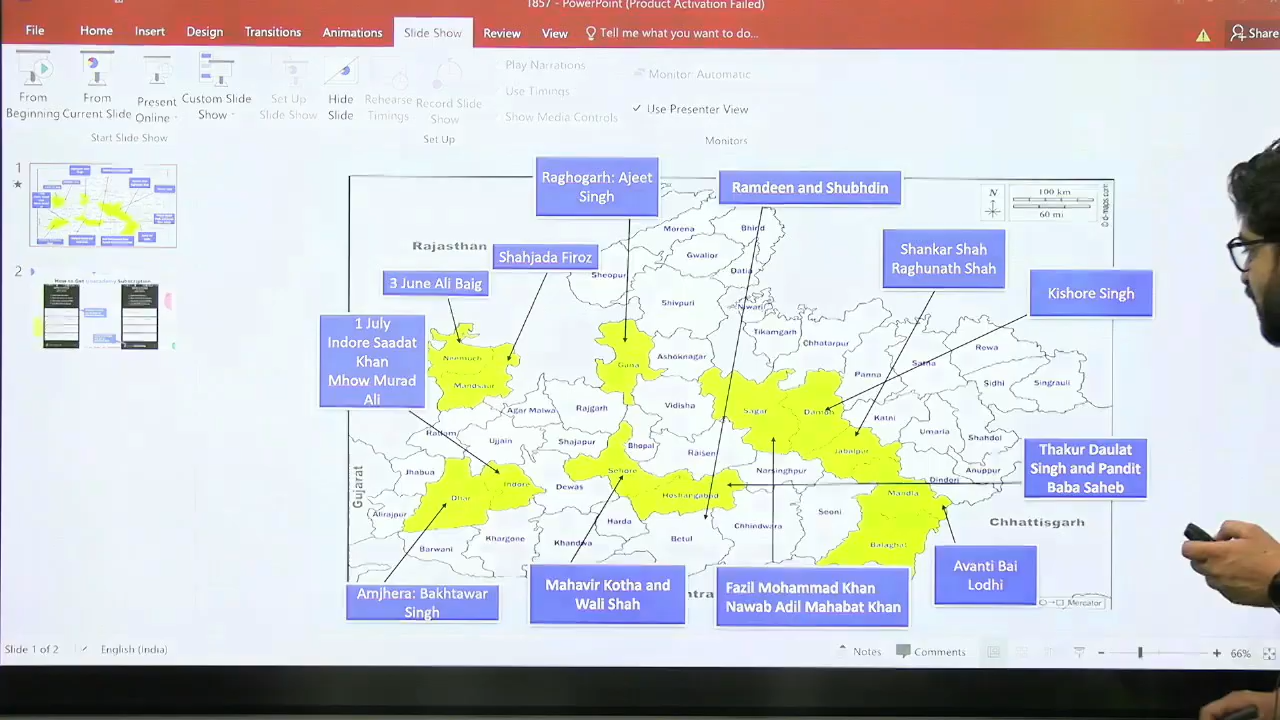 1857 - PowerPoint (Product Activation Failed)
File Home Insert Design Transitions Animations Slide Show Review View Tell me what you want to do... Share
From Beginning
From Current Slide
Present Online
Custom Slide Show
Set Up Slide Show
Hide Slide
Rehearse Timings
Record Slide Show
Play Narrations
Use Timings
Show Media Controls
Monitor: Automatic
Use Presenter View
Start Slide Show
Set Up
Monitors
1
2
Raghogarh: Ajeet
Singh
Ramdeen and Shubhdin
N
100 km
60 mi
Rajasthan
Shahjada Firoz
3 June Ali Baig
Shankar Shah
Raghunath Shah
Kishore Singh
1 July
Indore Saadat
Khan
Mhow Murad
Ali
Morena
Bhind
Gwalior
Sheopur
Datia
Shivpuri
Niwari
Tikamgarh
Chhatarpur
Neemuch
Mandsaur
Guna
Ashoknagar
Panna
Satna
Rewa
Sidhi
Singrauli
Agar Malwa
Rajgarh
Vidisha
Sagar
Damoh
Katni
Umaria
Shahdol
Ratlam
Ujjain
Shajapur
Bhopal
Raisen
Jabalpur
Anuppur
Jhabua
Dhar
Indore
Dewas
Sehore
Hoshangabad
Narsinghpur
Dindori
Mandla
Gujarat
Alirajpur
Barwani
Khargone
Khandwa
Harda
Betul
Chhindwara
Seoni
Balaghat
Chhattisgarh
Thakur Daulat
Singh and Pandit
Baba Saheb
Amjhera: Bakhtawar
Singh
Mahavir Kotha and
Wali Shah
Fazil Mohammad Khan
Nawab Adil Mahabat Khan
Avanti Bai
Lodhi
Mercator
Slide 1 of 2 English (India) Notes Comments 66%